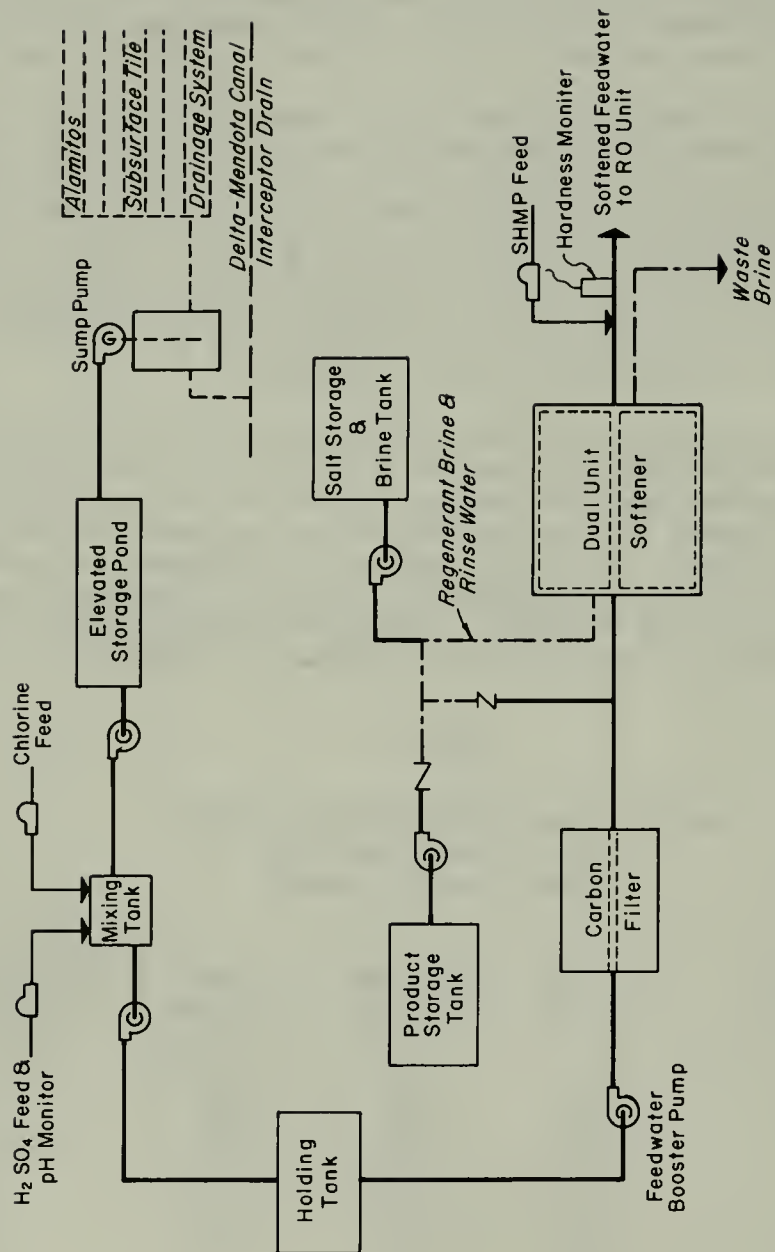 Alamitos
Subsurface Tile
Drainage System
Delta-Mendota Canal
Interceptor Drain
Sump Pump
Elevated
Storage Pond
Chlorine
Feed
H₂SO₄ Feed &
pH Monitor
Mixing
Tank
Holding
Tank
Feedwater
Booster Pump
Carbon
Filter
Product
Storage
Tank
Salt Storage
&
Brine Tank
Regenerant Brine &
Rinse Water
Dual Unit
Softener
SHMP Feed
Hardness Moniter
Softened Feedwater
to RO Unit
Waste
Brine